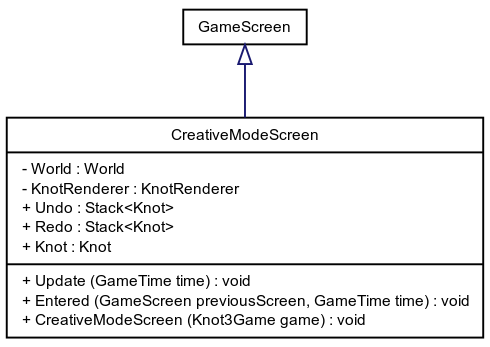 GameScreen
CreativeModeScreen
- World : World
- KnotRenderer : KnotRenderer
+ Undo : Stack<Knot>
+ Redo : Stack<Knot>
+ Knot : Knot
+ Update (GameTime time) : void
+ Entered (GameScreen previousScreen, GameTime time) : void
+ CreativeModeScreen (Knot3Game game) : void